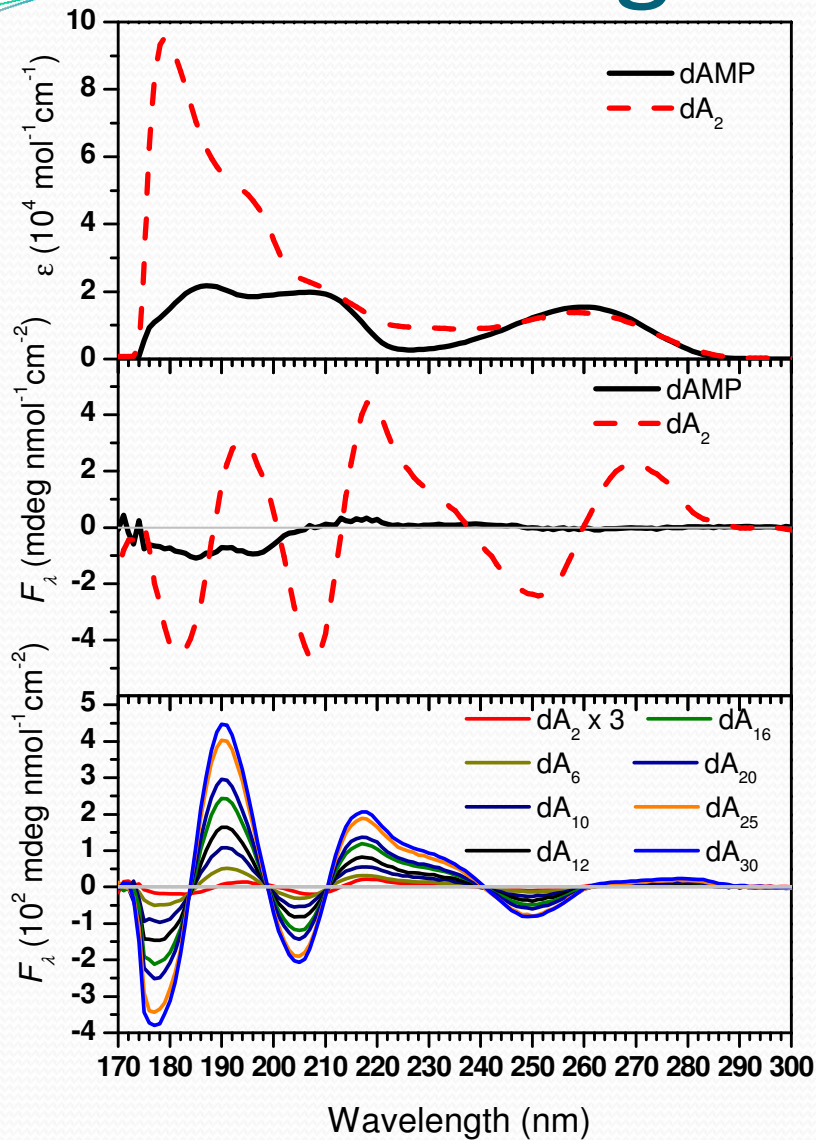 10
8
6
4
2
0
ε (10⁴ mol⁻¹cm⁻¹)
dAMP
dA₂
4
2
0
-2
-4
F_λ (mdeg nmol⁻¹cm⁻²)
dAMP
dA₂
5
4
3
2
1
0
-1
-2
-3
-4
F_λ (10² mdeg nmol⁻¹cm⁻²)
dA₂ x 3 dA₁₆
dA₆ dA₂₀
dA₁₀ dA₂₅
dA₁₂ dA₃₀
170 180 190 200 210 220 230 240 250 260 270 280 290 300
Wavelength (nm)